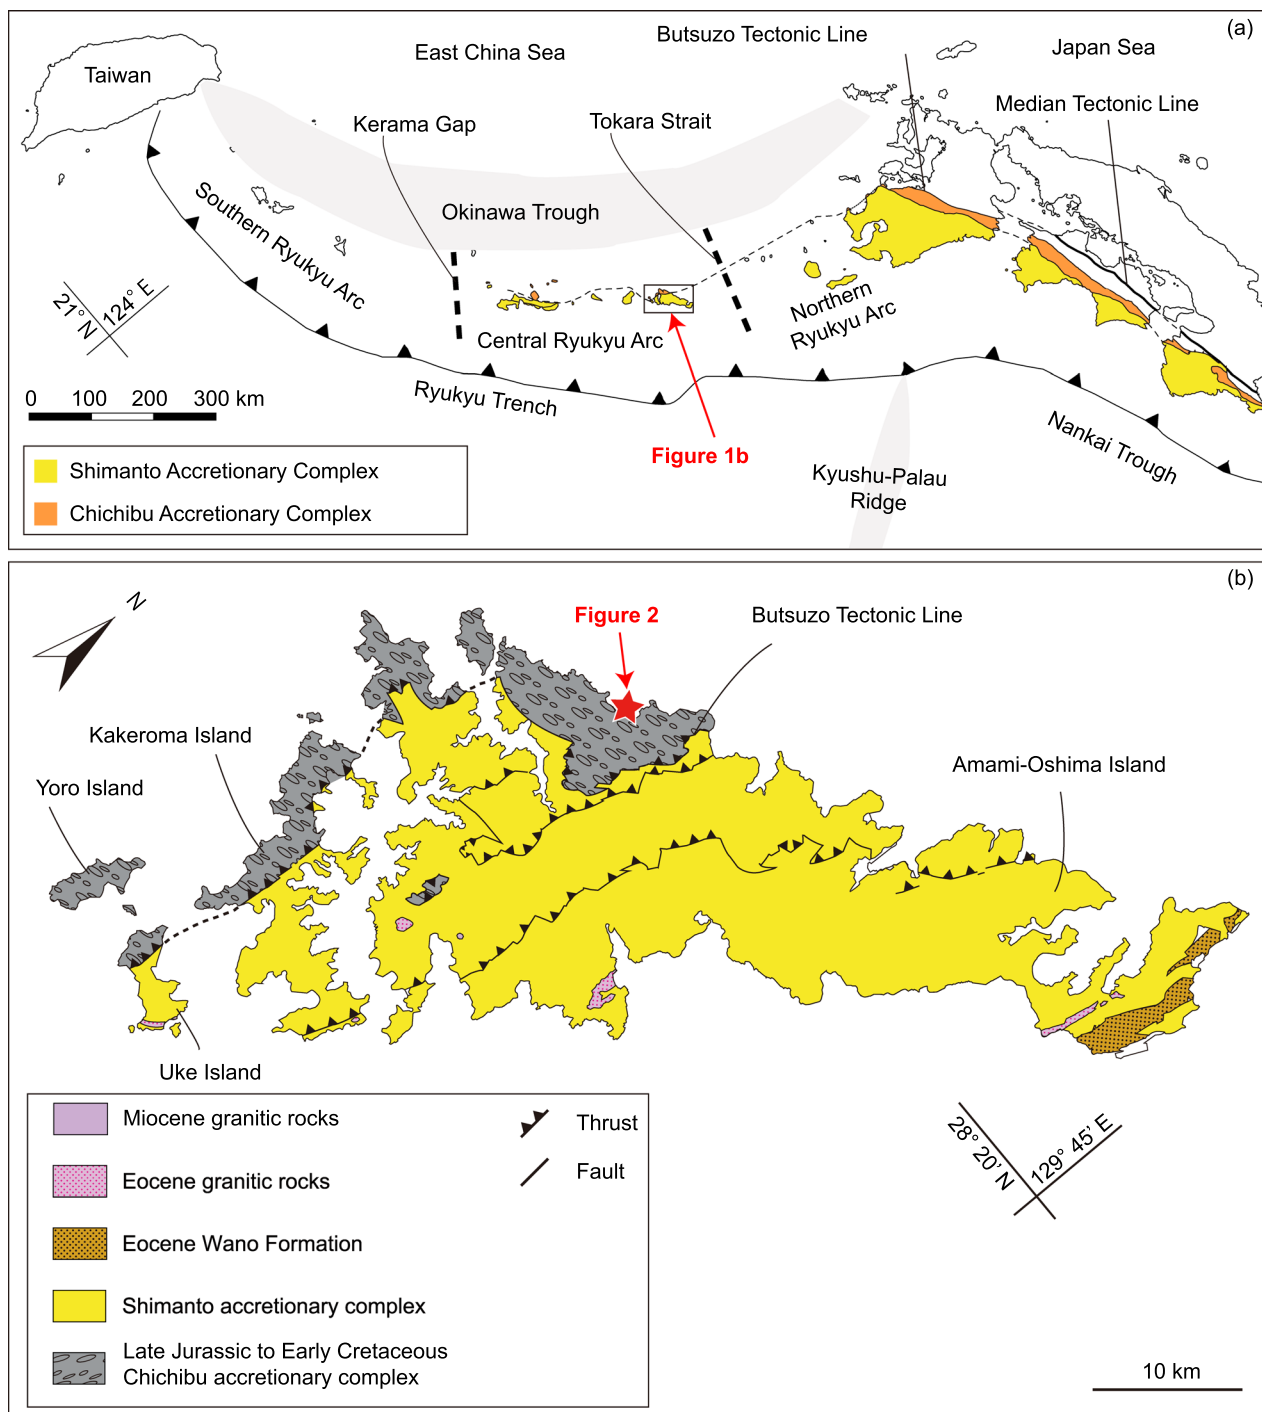 (a)
Butsuzo Tectonic Line
East China Sea
Japan Sea
Taiwan
Median Tectonic Line
Kerama Gap
Tokara Strait
Southern Ryukyu Arc
Okinawa Trough
21° N
124° E
Northern
Ryukyu Arc
Central Ryukyu Arc
Ryukyu Trench
0 100 200 300 km
Nankai Trough
Figure 1b
Kyushu-Palau
Ridge
Shimanto Accretionary Complex
Chichibu Accretionary Complex
(b)
N
Figure 2
Butsuzo Tectonic Line
Kakeroma Island
Yoro Island
Amami-Oshima Island
Uke Island
Miocene granitic rocks
Thrust
Eocene granitic rocks
Fault
28° 20' N
129° 45' E
Eocene Wano Formation
Shimanto accretionary complex
Late Jurassic to Early Cretaceous
Chichibu accretionary complex
10 km